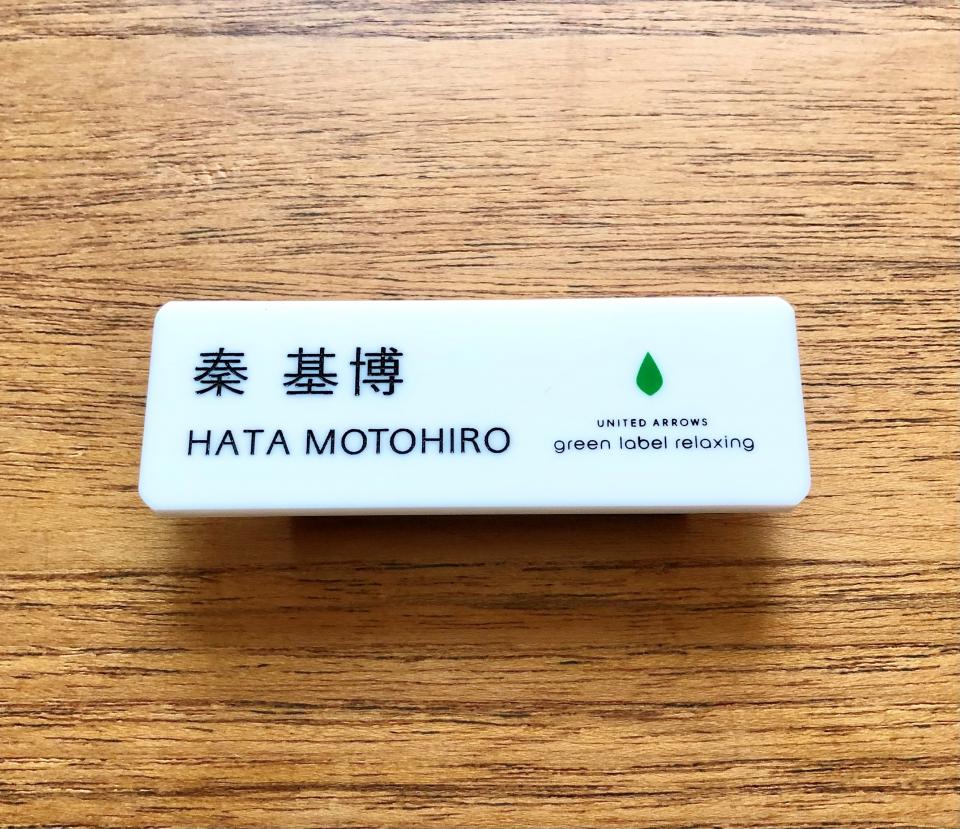 秦 基博
HATA MOTOHIRO
UNITED ARROWS
green label relaxing